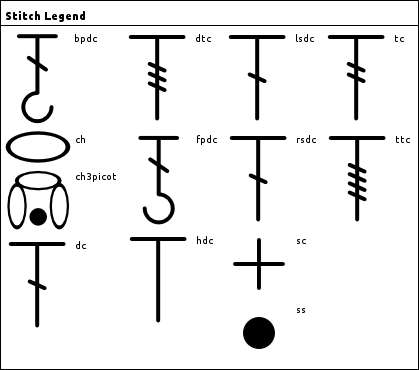 Stitch Legend
bpdc
dtc
lsdc
tc
ch
fpdc
rsdc
ttc
ch3picot
dc
hdc
sc
ss